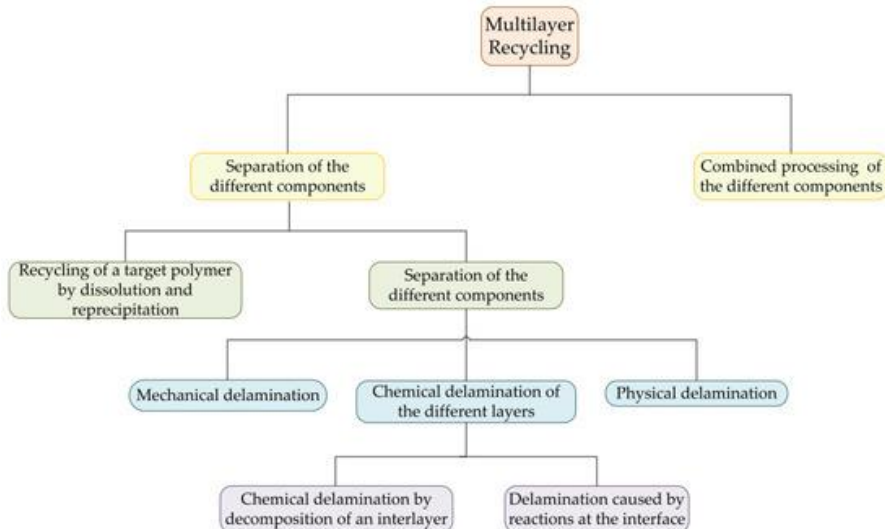 Multilayer
Recycling
Separation of the
different components
Combined processing of
the different components
Recycling of a target polymer
by dissolution and
reprecipitation
Separation of the
different components
Mechanical delamination
Chemical delamination of
the different layers
Physical delamination
Chemical delamination by
decomposition of an interlayer
Delamination caused by
reactions at the interface